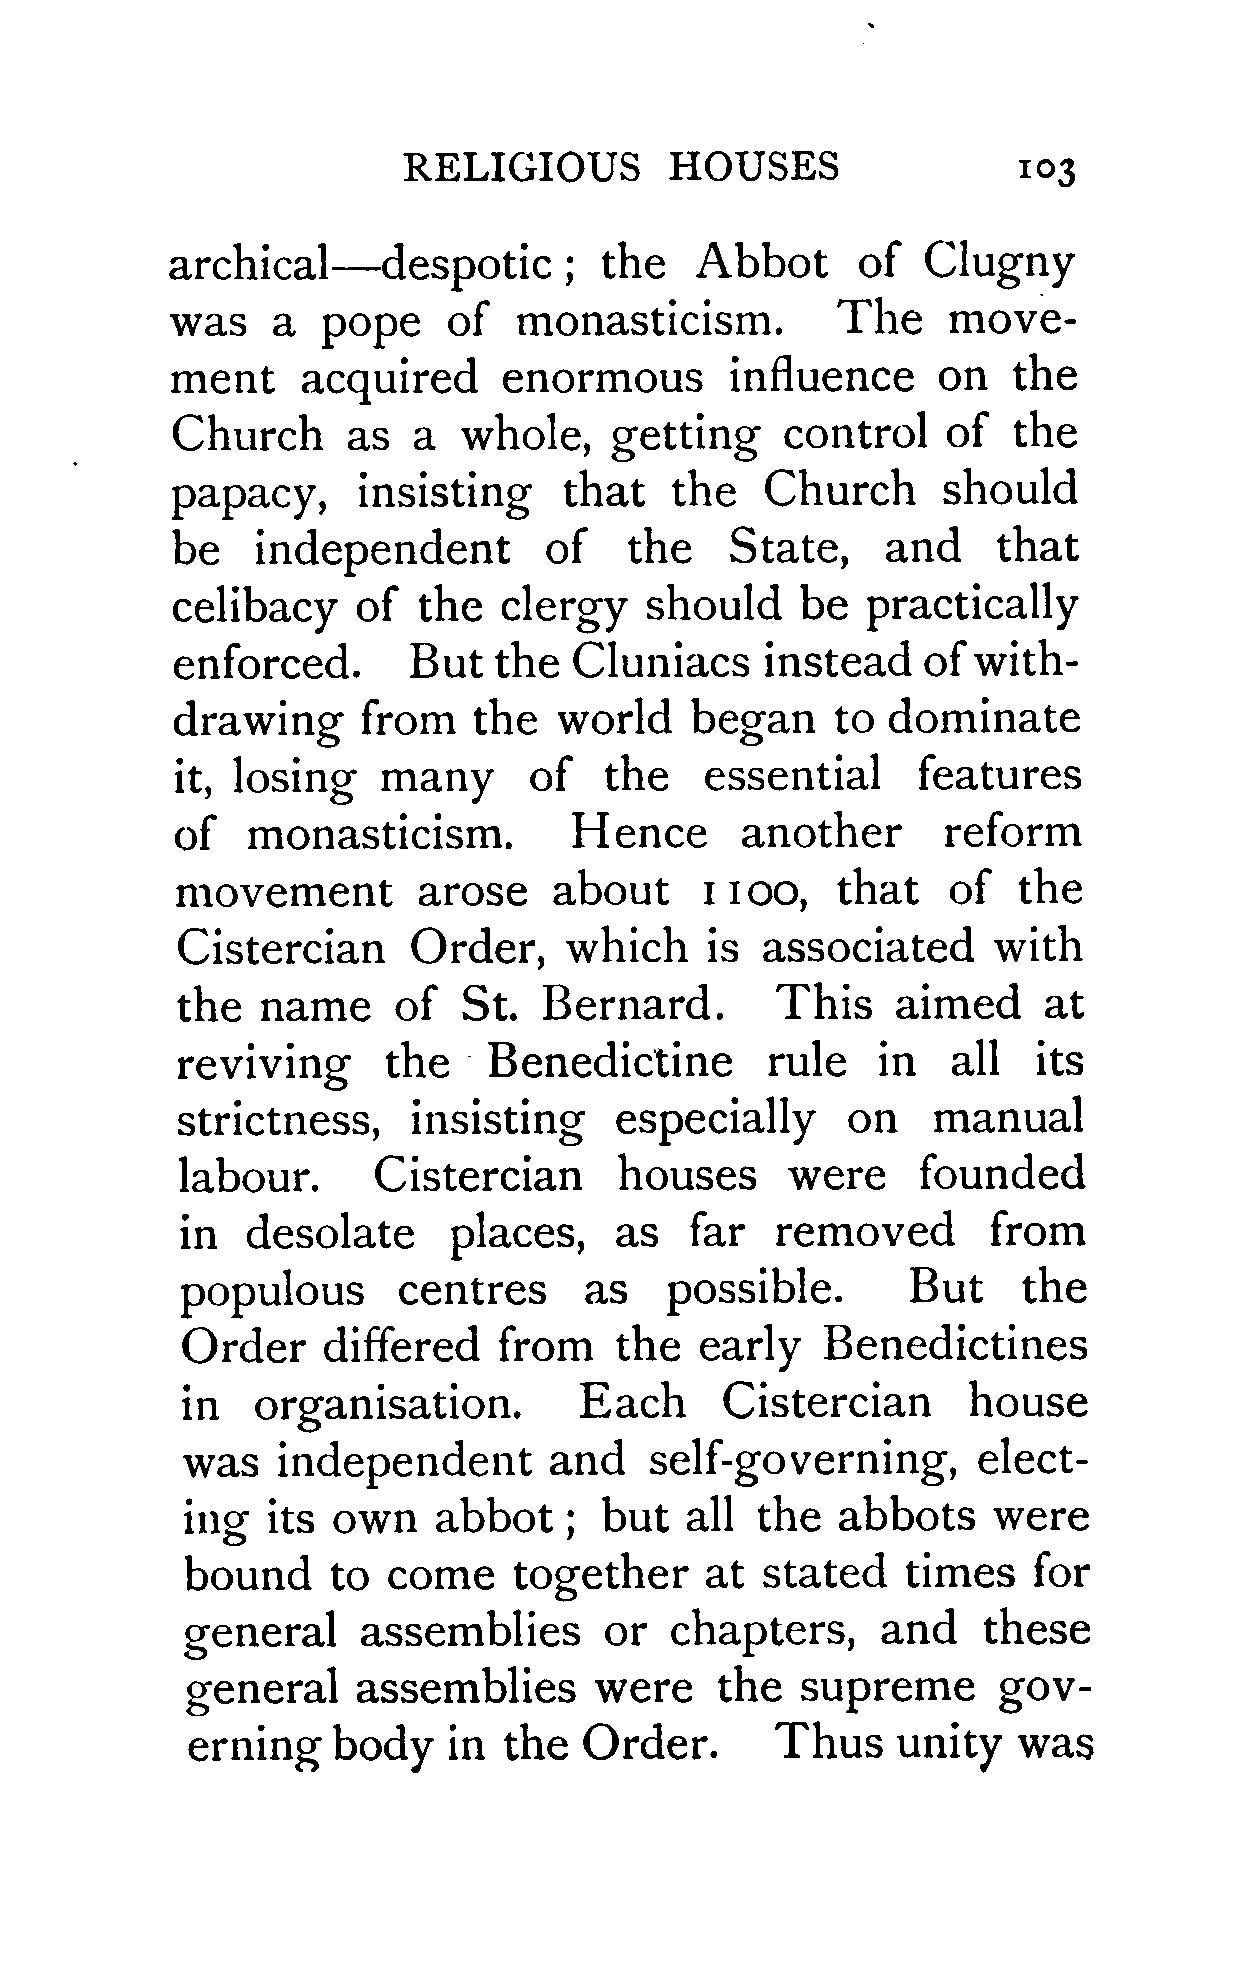 RELIGIOUS HOUSES 103
archical—despotic ; the Abbot of Clugny
was a pope of monasticism. The move-
ment acquired enormous influence on the
Church as a whole, getting control of the
papacy, insisting that the Church should
be independent of the State, and that
celibacy of the clergy should be practically
enforced. But the Cluniacs instead of with-
drawing from the world began to dominate
it, losing many of the essential features
of monasticism. Hence another reform
movement arose about 1100, that of the
Cistercian Order, which is associated with
the name of St. Bernard. This aimed at
reviving the Benedictine rule in all its
strictness, insisting especially on manual
labour. Cistercian houses were founded
in desolate places, as far removed from
populous centres as possible. But the
Order differed from the early Benedictines
in organisation. Each Cistercian house
was independent and self-governing, elect-
ing its own abbot ; but all the abbots were
bound to come together at stated times for
general assemblies or chapters, and these
general assemblies were the supreme gov-
erning body in the Order. Thus unity was